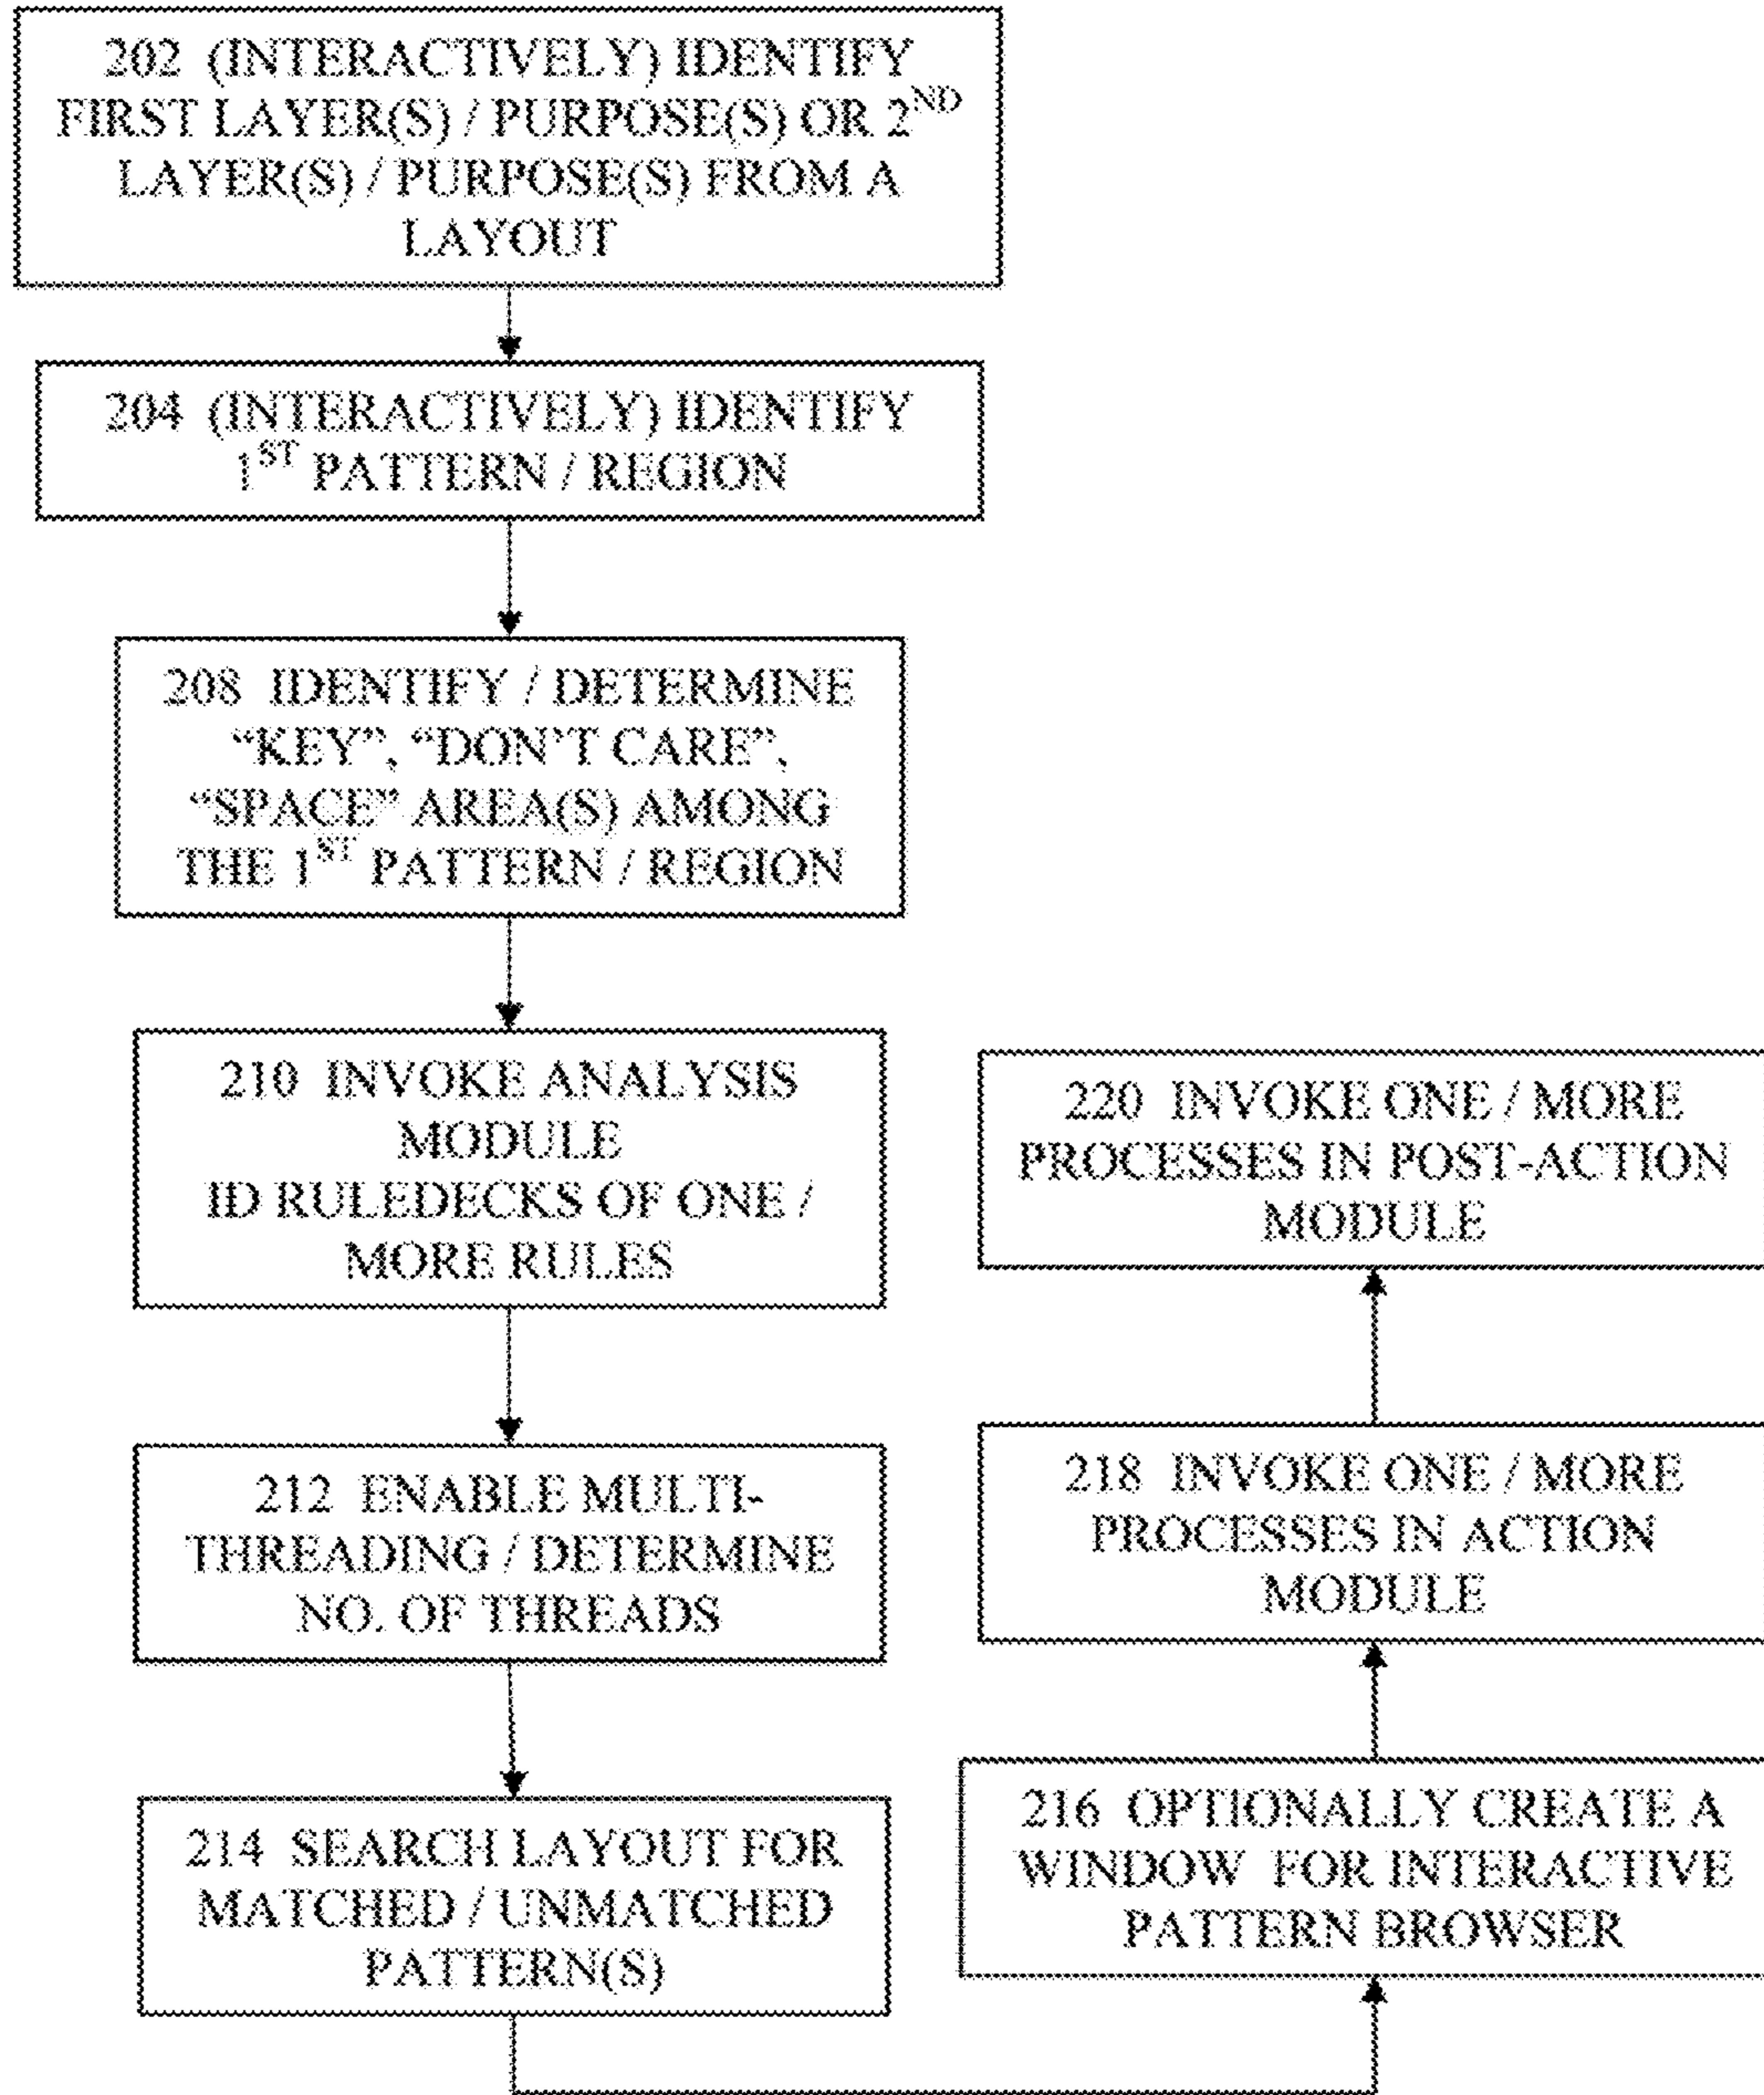 202 (INTERACTIVELY) IDENTIFY
FIRST LAYER(S) / PURPOSE(S) OR 2ND
LAYER(S) / PURPOSE(S) FROM A
LAYOUT
204 (INTERACTIVELY) IDENTIFY
1ST PATTERN / REGION
208 IDENTIFY / DETERMINE
“KEY”, “DON’T CARE”,
“SPACE” AREA(S) AMONG
THE 1ST PATTERN / REGION
210 INVOKE ANALYSIS
MODULE
ID RULEDECKS OF ONE /
MORE RULES
212 ENABLE MULTI-
THREADING / DETERMINE
NO. OF THREADS
214 SEARCH LAYOUT FOR
MATCHED / UNMATCHED
PATTERN(S)
216 OPTIONALLY CREATE A
WINDOW FOR INTERACTIVE
PATTERN BROWSER
218 INVOKE ONE / MORE
PROCESSES IN ACTION
MODULE
220 INVOKE ONE / MORE
PROCESSES IN POST-ACTION
MODULE